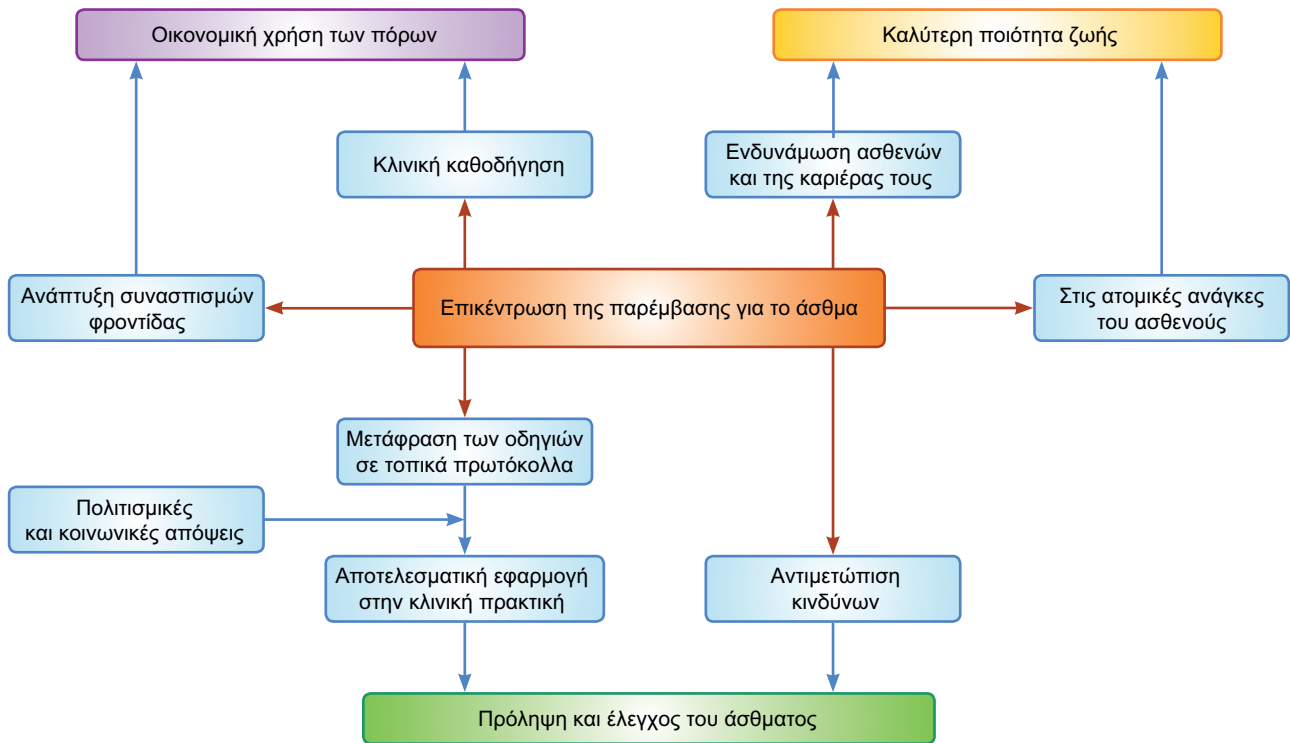 Οικονομική χρήση των πόρων
Καλύτερη ποιότητα ζωής
Κλινική καθοδήγηση
Ενδυνάμωση ασθενών
και της καριέρας τους
Ανάπτυξη συνασπισμών
φροντίδας
Επικέντρωση της παρέμβασης για το άσθμα
Στις ατομικές ανάγκες
του ασθενούς
Μετάφραση των οδηγιών
σε τοπικά πρωτόκολλα
Πολιτισμικές
και κοινωνικές απόψεις
Αποτελεσματική εφαρμογή
στην κλινική πρακτική
Αντιμετώπιση
κινδύνων
Πρόληψη και έλεγχος του άσθματος